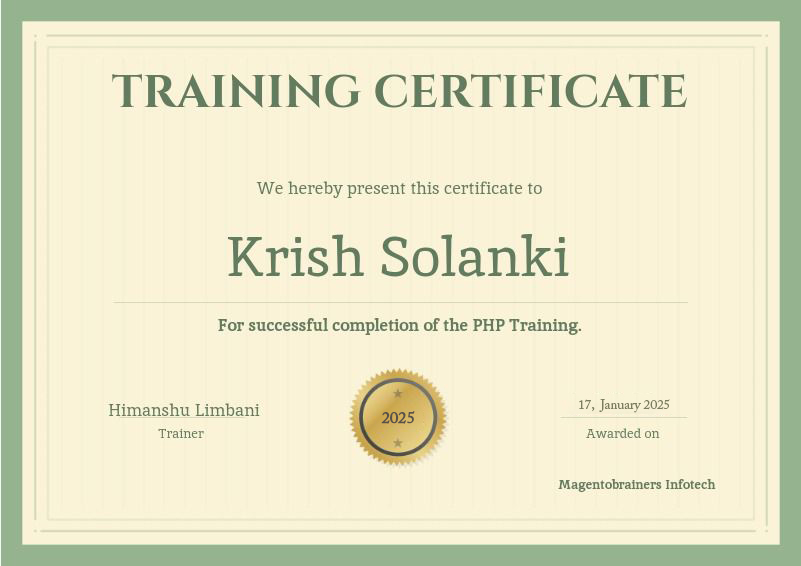 TRAINING CERTIFICATE
We hereby present this certificate to
Krish Solanki
For successful completion of the PHP Training.
Himanshu Limbani
Trainer
2025
17, January 2025
Awarded on
Magentobrainers Infotech